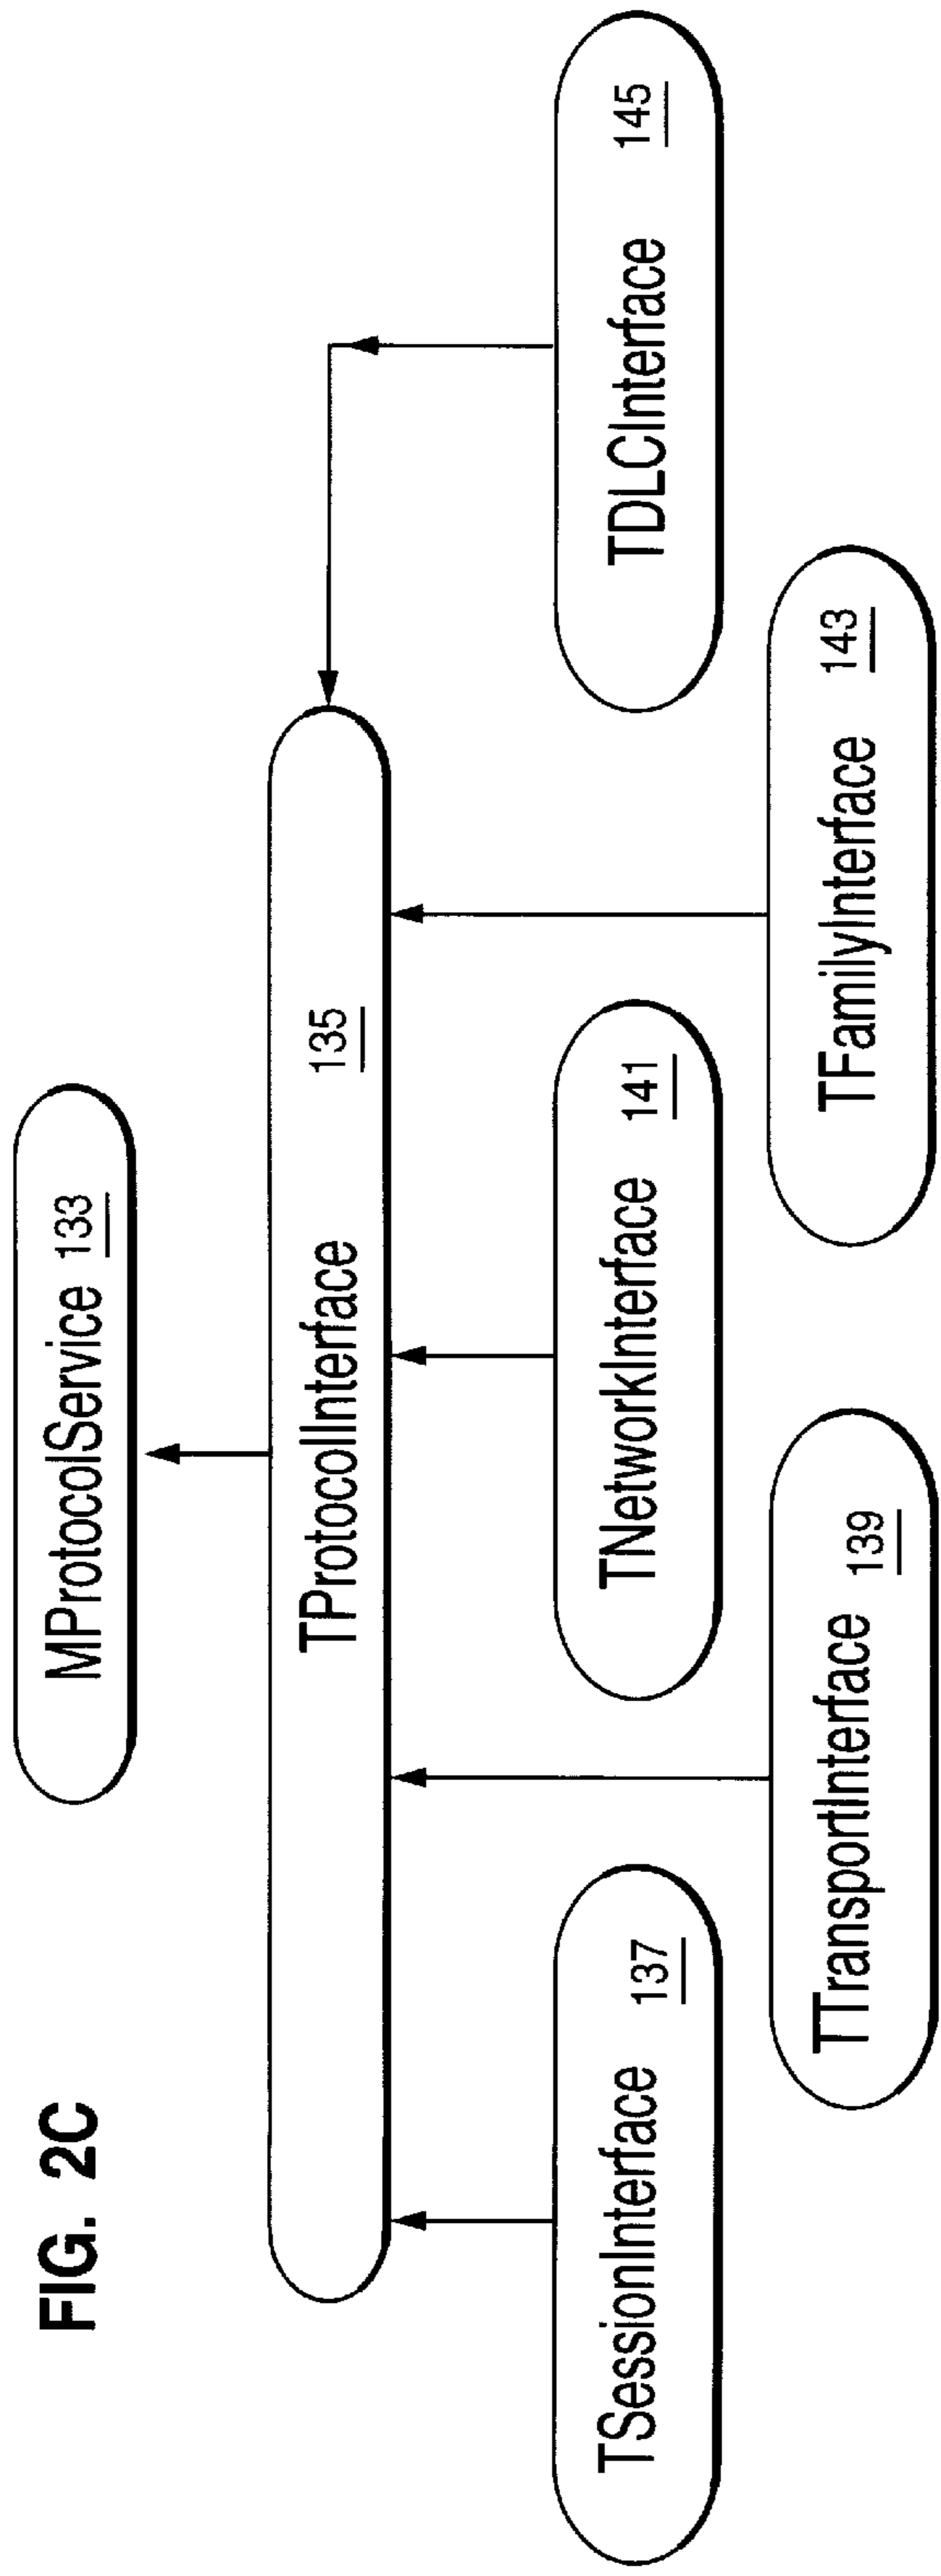 FIG. 2C
MProtocolService 133
TProtocolInterface 135
TSessionInterface 137
TNetworkInterface 141
TDLCInterface 145
TTransportInterface 139
TFamilyInterface 143